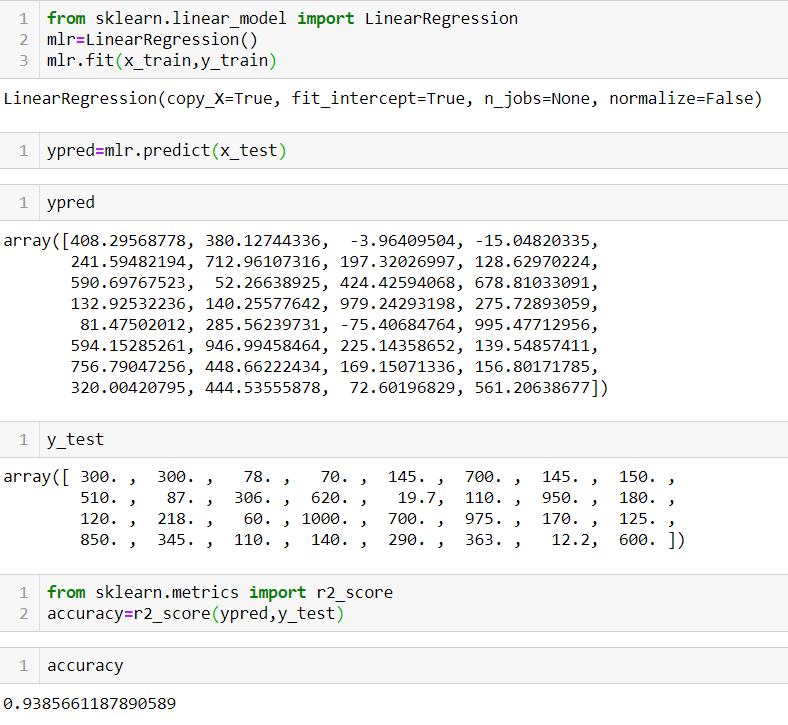 1 from sklearn.linear_model import LinearRegression
2 mlr=LinearRegression()
3 mlr.fit(x_train,y_train)
LinearRegression(copy_X=True, fit_intercept=True, n_jobs=None, normalize=False)
1 ypred=mlr.predict(x_test)
1 ypred
array([408.29568778, 380.12744336,  -3.96409504, -15.04820335,
       241.59482194, 712.96107316, 197.32026997, 128.62970224,
       590.69767523,  52.26638925, 424.42594068, 678.81033091,
       132.92532236, 140.25577642, 979.24293198, 275.72893059,
        81.47502012, 285.56239731, -75.40684764, 995.47712956,
       594.15285261, 946.99458464, 225.14358652, 139.54857411,
       756.79047256, 448.66222434, 169.15071336, 156.80171785,
       320.00420795, 444.53555878,  72.60196829, 561.20638677])
1 y_test
array([ 300. ,  300. ,   78. ,   70. ,  145. ,  700. ,  145. ,  150. ,
        510. ,   87. ,  306. ,  620. ,   19.7,  110. ,  950. ,  180. ,
        120. ,  218. ,   60. , 1000. ,  700. ,  975. ,  170. ,  125. ,
        850. ,  345. ,  110. ,  140. ,  290. ,  363. ,   12.2,  600. ])
1 from sklearn.metrics import r2_score
2 accuracy=r2_score(ypred,y_test)
1 accuracy
0.9385661187890589